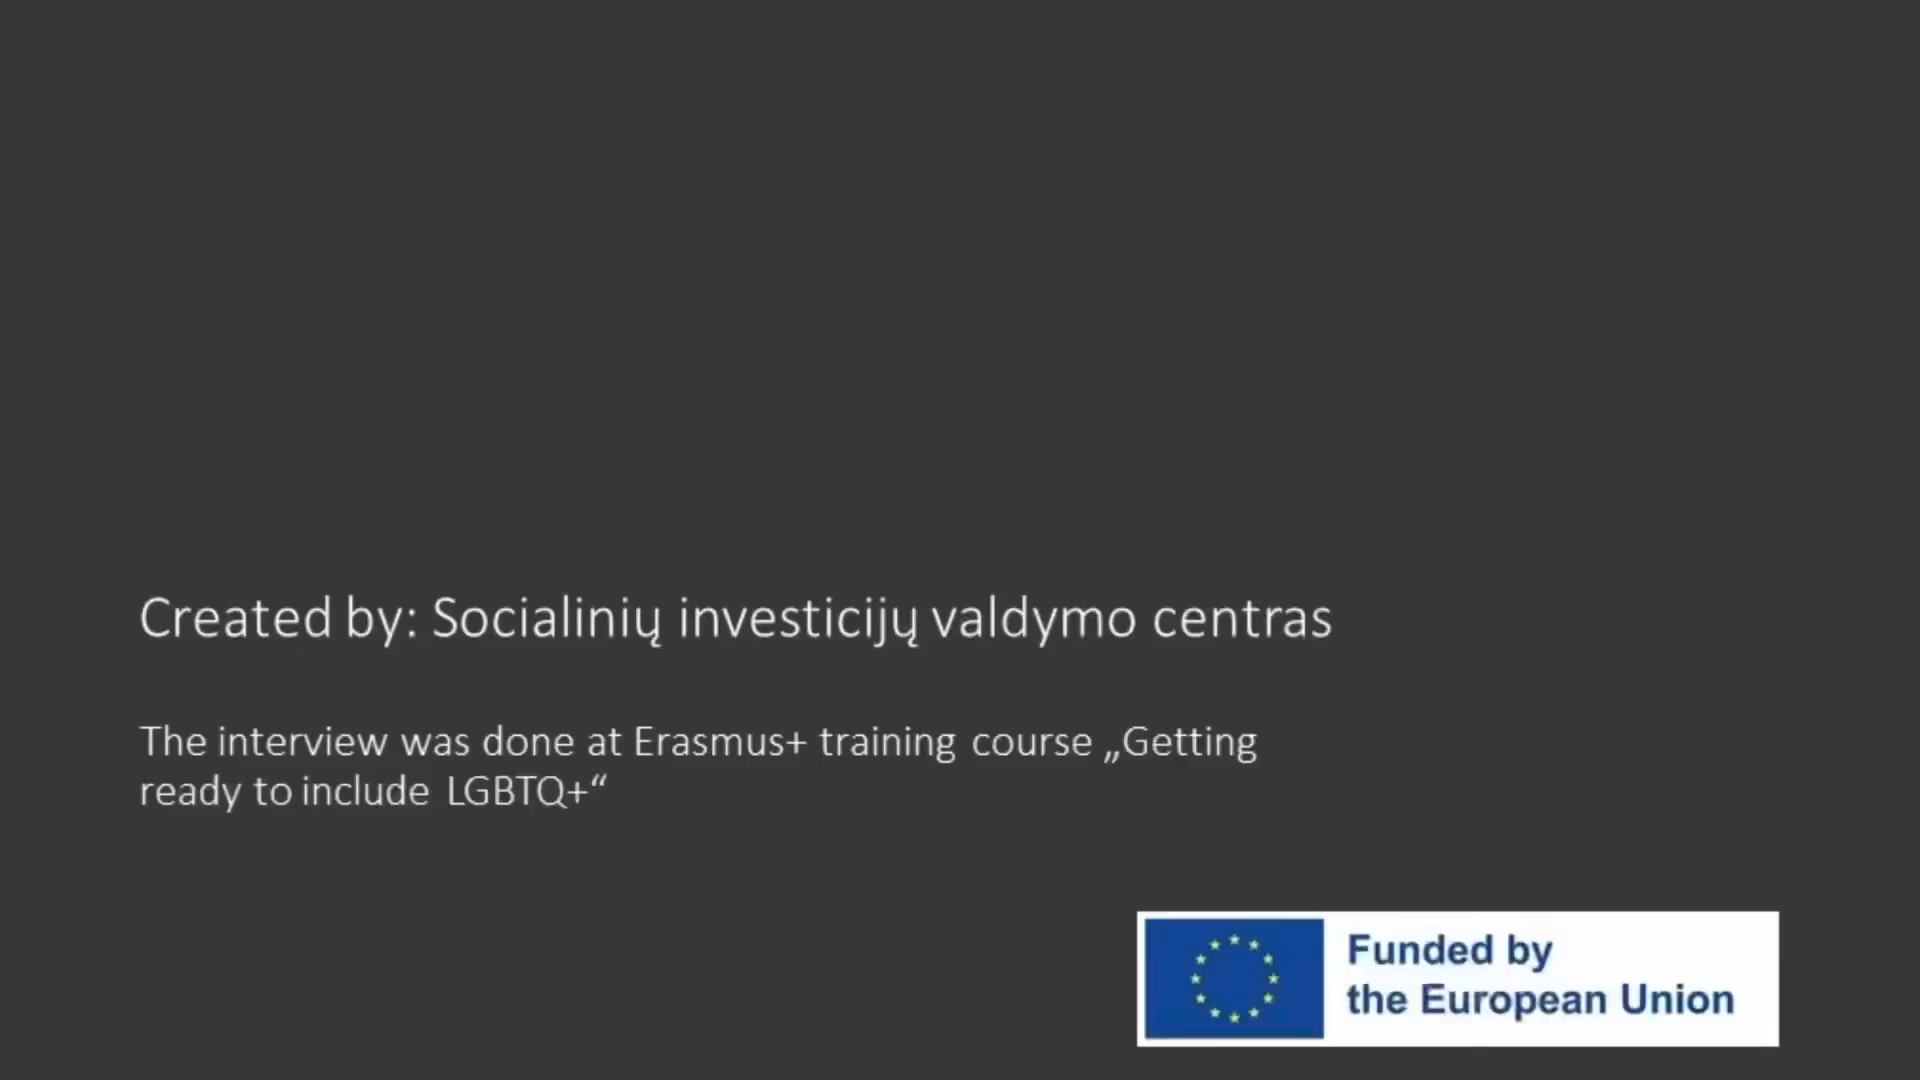 Created by: Socialinių investicijų valdymo centras
The interview was done at Erasmus+ training course „Getting
ready to include LGBTQ+“
Funded by
the European Union